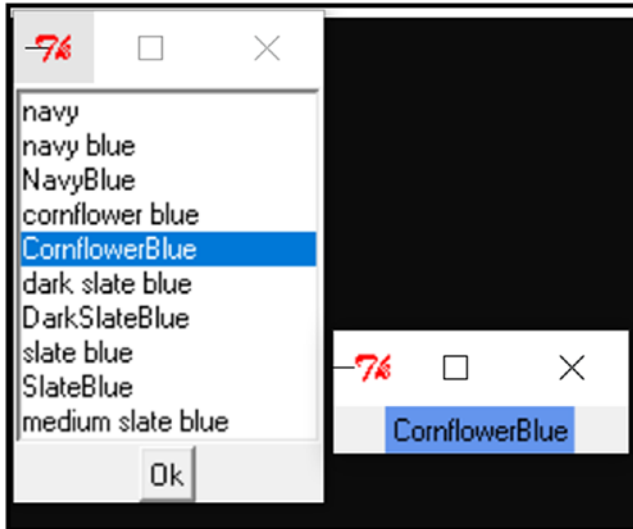 navy
navy blue
NavyBlue
cornflower blue
CornflowerBlue
dark slate blue
DarkSlateBlue
slate blue
SlateBlue
medium slate blue
Ok
CornflowerBlue